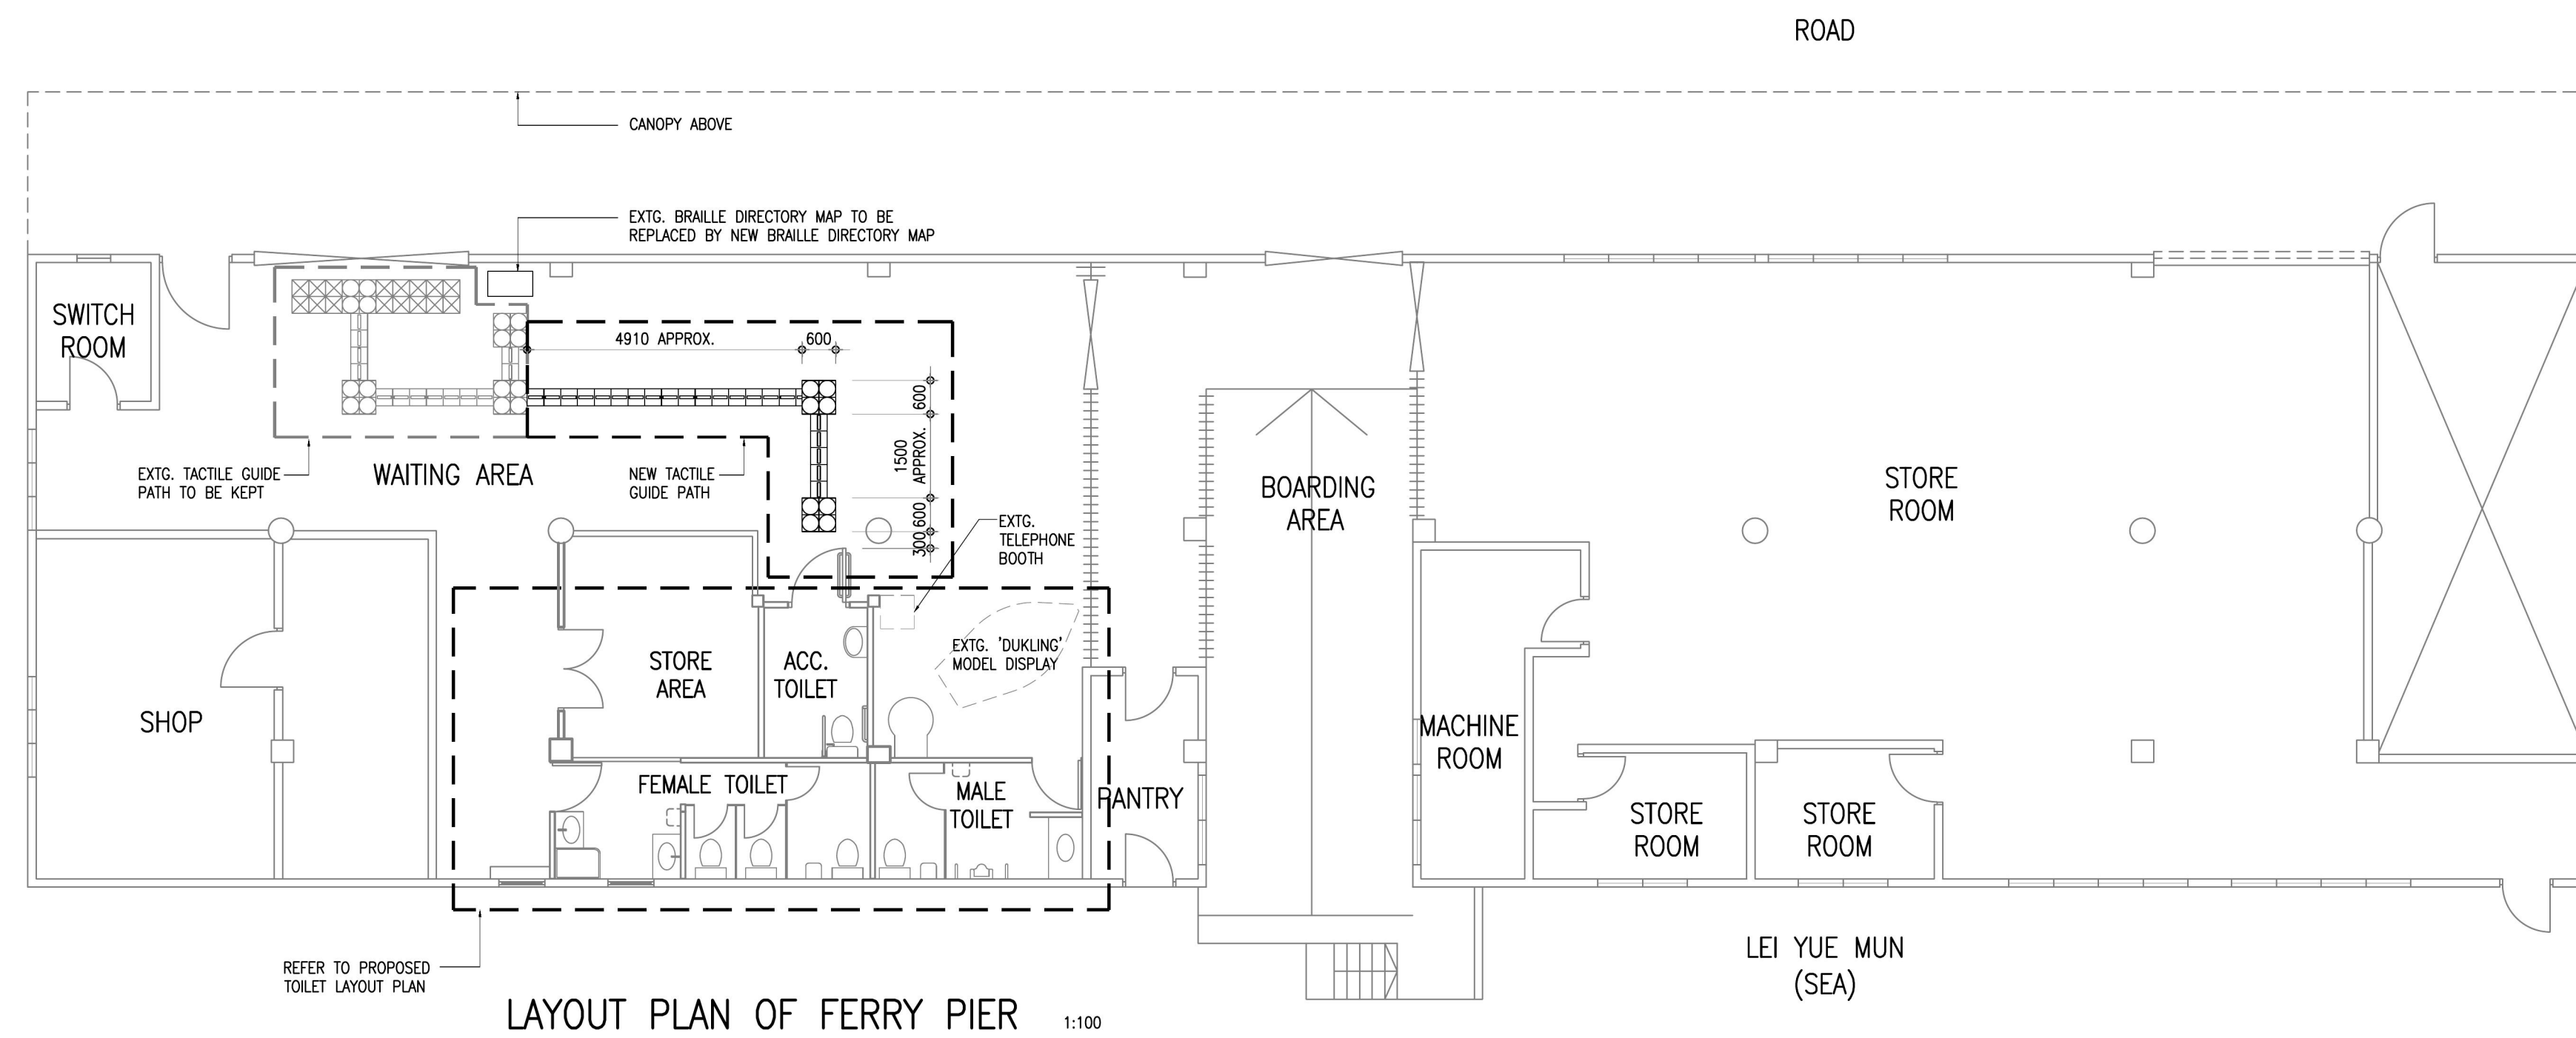 ROAD
CANOPY ABOVE
EXTG. BRAILLE DIRECTORY MAP TO BE
REPLACED BY NEW BRAILLE DIRECTORY MAP
SWITCH
ROOM
4910 APPROX.
600
600
1500
APPROX.
600
300
EXTG. TACTILE GUIDE
PATH TO BE KEPT
WAITING AREA
NEW TACTILE
GUIDE PATH
EXTG.
TELEPHONE
BOOTH
BOARDING
AREA
STORE
ROOM
SHOP
STORE
AREA
ACC.
TOILET
EXTG. 'DUKLING'
MODEL DISPLAY
FEMALE TOILET
MALE
TOILET
PANTRY
MACHINE
ROOM
STORE
ROOM
STORE
ROOM
REFER TO PROPOSED
TOILET LAYOUT PLAN
LEI YUE MUN
(SEA)
LAYOUT PLAN OF FERRY PIER 1:100